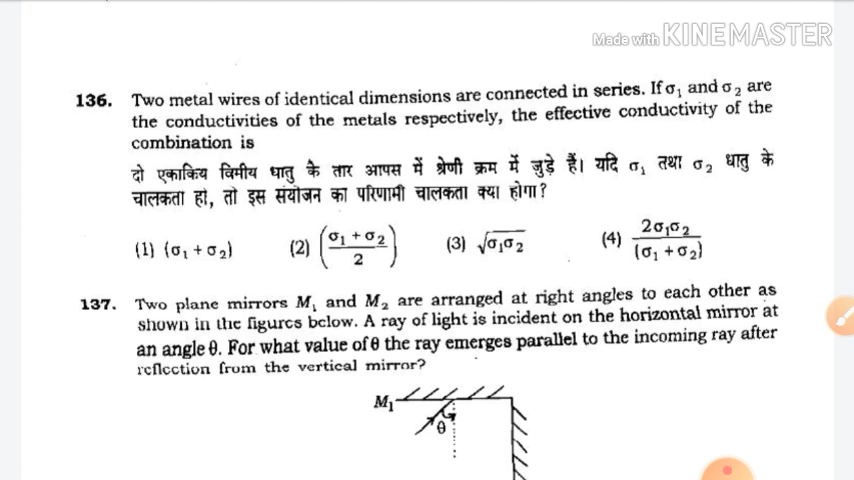 Made with KINEMASTER
136. Two metal wires of identical dimensions are connected in series. If σ₁ and σ₂ are
the conductivities of the metals respectively, the effective conductivity of the
combination is
दो एकाकिय विमीय धातु के तार आपस में श्रेणी क्रम में जुड़े हैं। यदि σ₁ तथा σ₂ धातु के
चालकता हो, तो इस संयोजन का परिणामी चालकता क्या होगा?
(1) (σ₁ + σ₂) (2) ((σ₁ + σ₂)/2) (3) √σ₁σ₂ (4) 2σ₁σ₂/(σ₁ + σ₂)
137. Two plane mirrors M₁ and M₂ are arranged at right angles to each other as
shown in the figures below. A ray of light is incident on the horizontal mirror at
an angle θ. For what value of θ the ray emerges parallel to the incoming ray after
reflection from the vertical mirror?
M₁
θ